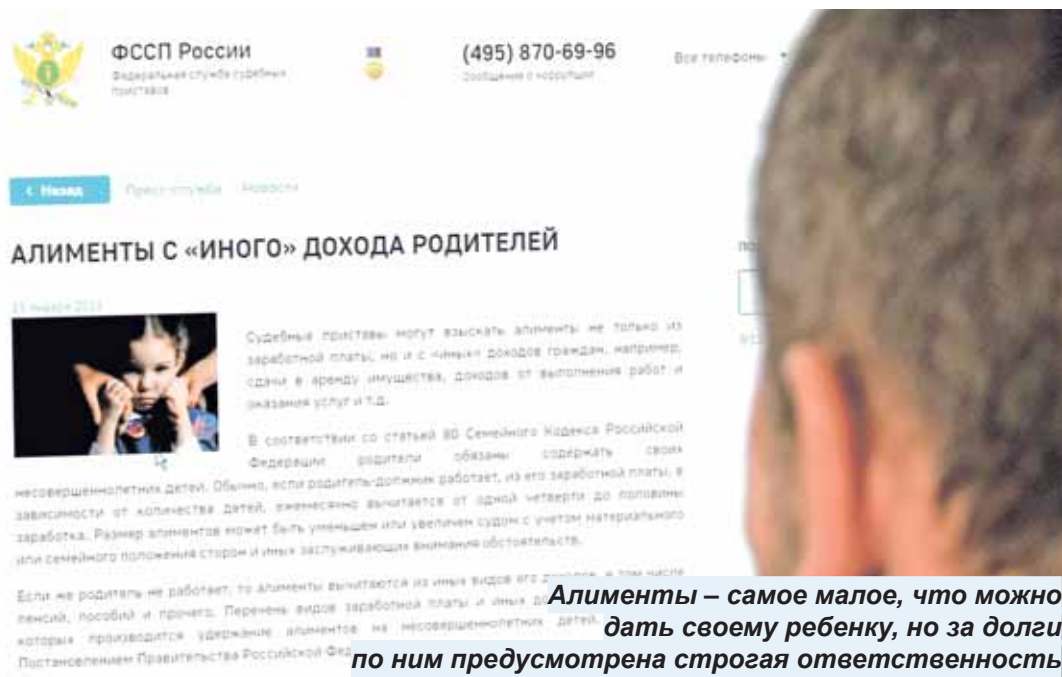 ФССП России
Федеральная служба судебных
приставов
(495) 870-69-96
Сообщение о коррупции
Все телефоны
Назад
Пресс-служба
Новости
АЛИМЕНТЫ С «ИНОГО» ДОХОДА РОДИТЕЛЕЙ
января
Судебные приставы могут взыскать алименты не только из
заработной платы, но и с «иных» доходов граждан, например,
сдачи в аренду имущества, доходов от выполнения работ и
оказания услуг и т.д.
В соответствии со статьей 80 Семейного Кодекса Российской
Федерации родители обязаны содержать своих
несовершеннолетних детей. Обычно, если родитель-должник работает, из его заработной платы, в
зависимости от количества детей, ежемесячно вычитается от одной четверти до половины
заработка. Размер алиментов может быть уменьшен или увеличен судом с учетом материального
или семейного положения сторон и иных заслуживающих внимания обстоятельств.
Если же родитель не работает, то алименты вычитаются из иных видов его доходов, в том числе
пенсий, пособий и прочего. Перечень видов заработной платы и иных
которых производится удержание алиментов на несовершеннолетних детей,
Постановлением Правительства Российской Фед
Алименты – самое малое, что можно
дать своему ребенку, но за долги
по ним предусмотрена строгая ответственность